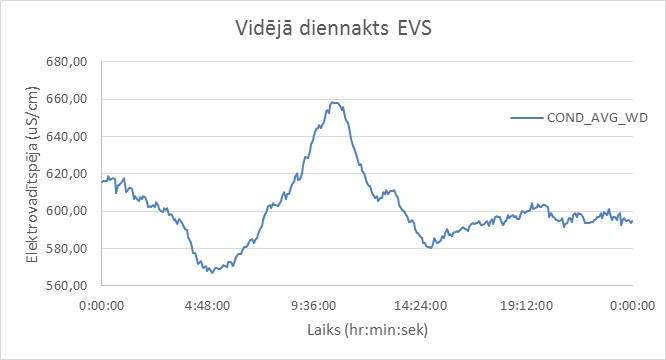 Vidējā diennakts EVS
Elektrovadītspēja (uS/cm)
680,00
660,00
640,00
620,00
600,00
580,00
560,00
COND_AVG_WD
0:00:00 4:48:00 9:36:00 14:24:00 19:12:00 0:00:00
Laiks (hr:min:sek)